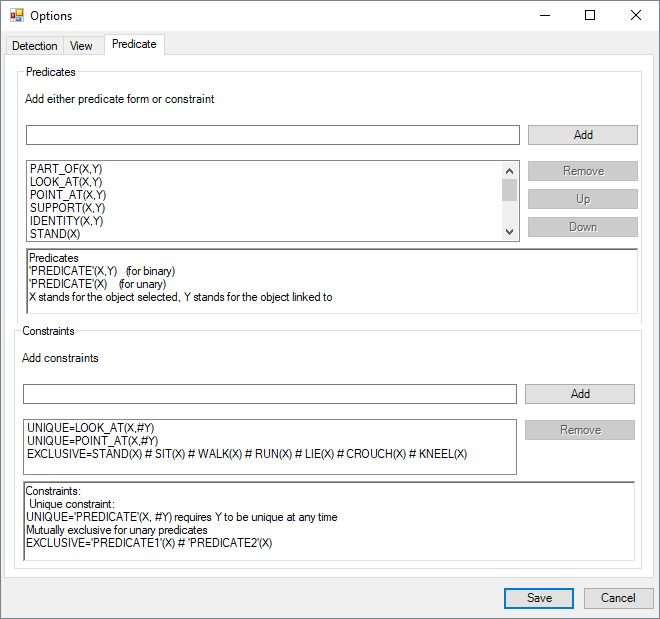 Options
Detection View Predicate
Predicates
Add either predicate form or constraint
Add
PART_OF(X,Y)
LOOK_AT(X,Y)
POINT_AT(X,Y)
SUPPORT(X,Y)
IDENTITY(X,Y)
STAND(X)
Remove
Up
Down
Predicates
'PREDICATE'(X,Y) (for binary)
'PREDICATE'(X) (for unary)
X stands for the object selected, Y stands for the object linked to
Constraints
Add constraints
Add
UNIQUE=LOOK_AT(X,#Y)
UNIQUE=POINT_AT(X,#Y)
EXCLUSIVE=STAND(X) # SIT(X) # WALK(X) # RUN(X) # LIE(X) # CROUCH(X) # KNEEL(X)
Remove
Constraints:
Unique constraint:
UNIQUE='PREDICATE'(X, #Y) requires Y to be unique at any time
Mutually exclusive for unary predicates
EXCLUSIVE='PREDICATE1'(X) # 'PREDICATE2'(X)
Save Cancel